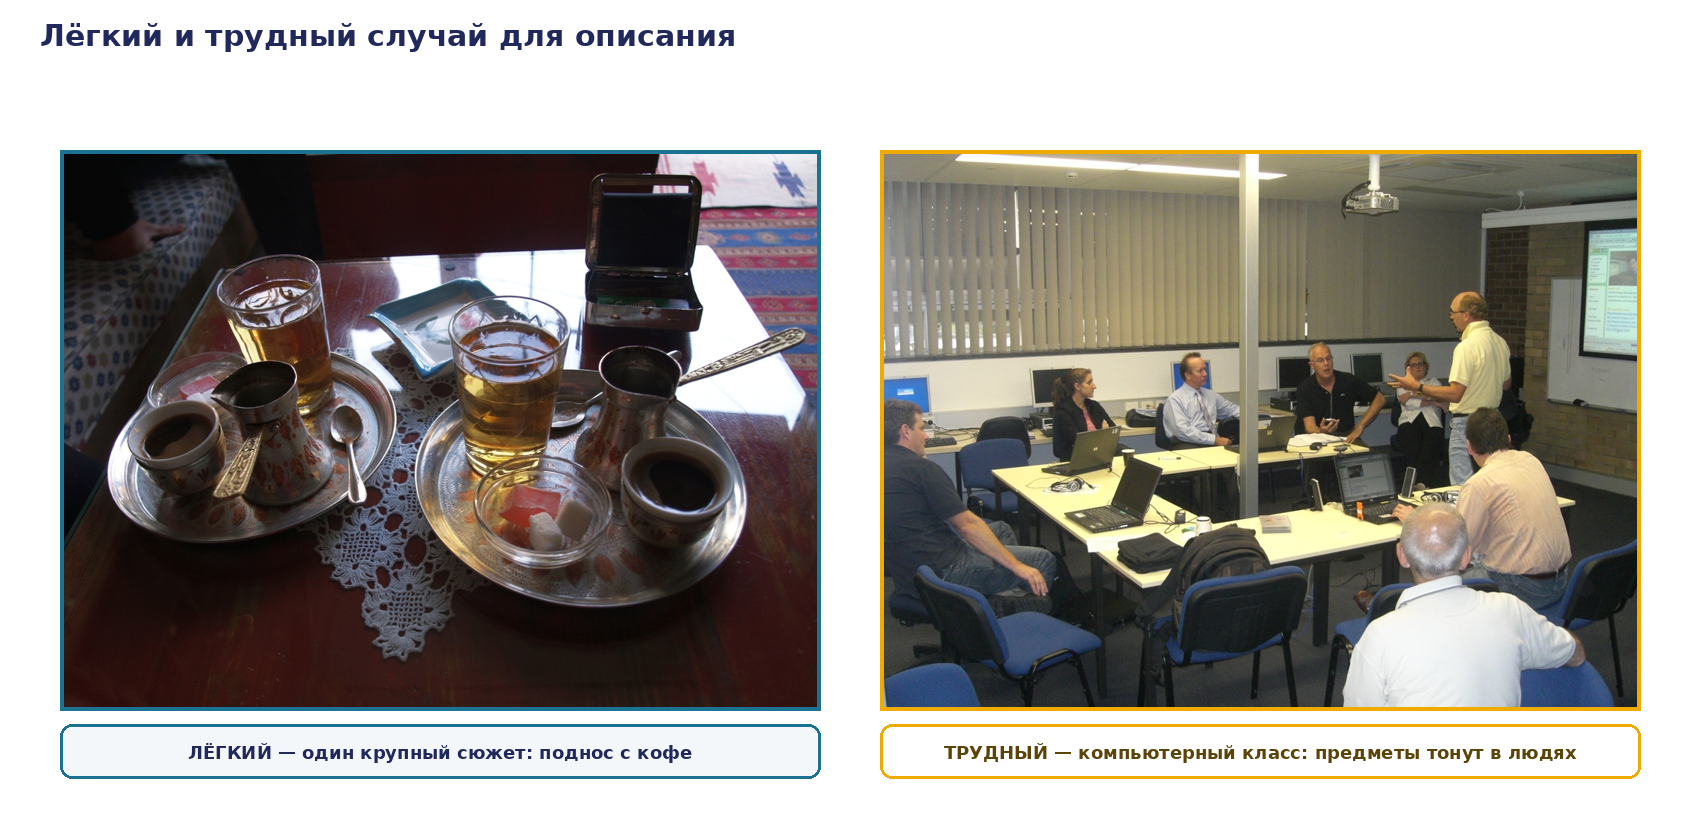 Лёгкий и трудный случай для описания
ЛЁГКИЙ — один крупный сюжет: поднос с кофе
ТРУДНЫЙ — компьютерный класс: предметы тонут в людях